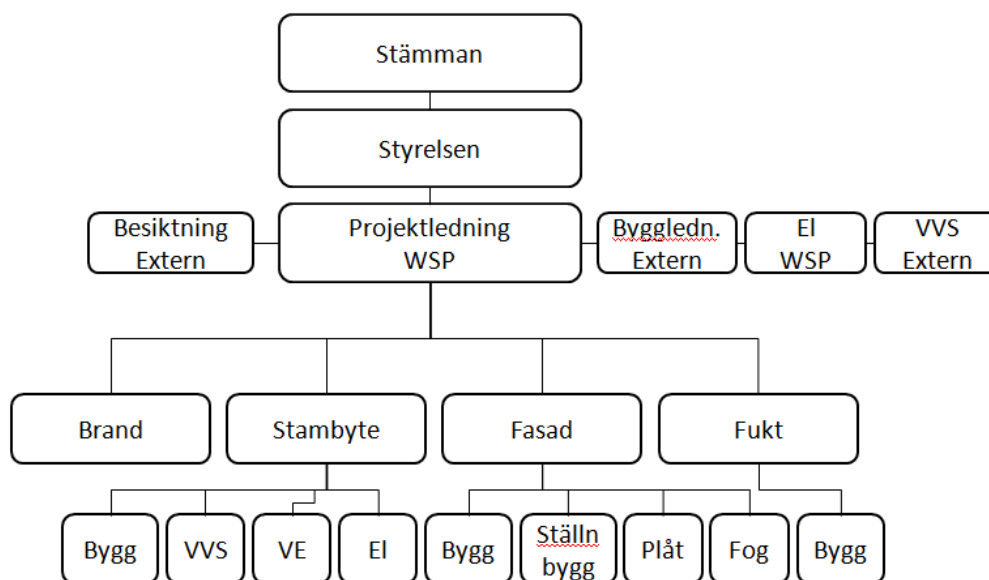 Stämman
Styrelsen
Besiktning
Extern
Projektledning
WSP
Byggledn.
Extern
El
WSP
VVS
Extern
Brand
Stambyte
Fasad
Fukt
Bygg
VVS
VE
El
Bygg
Ställn
bygg
Plåt
Fog
Bygg